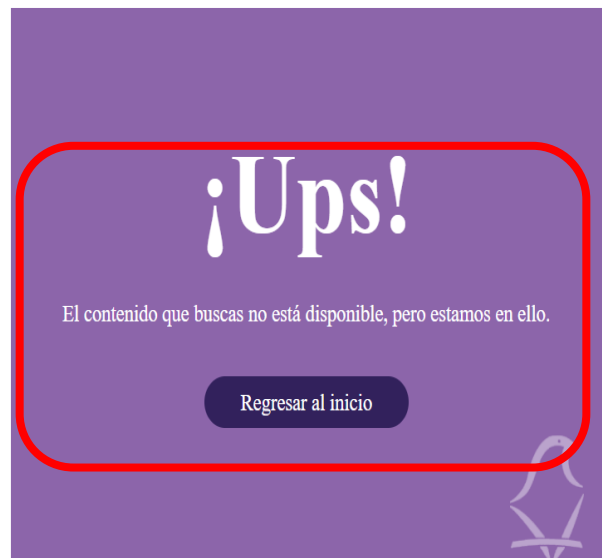 ¡Ups!
El contenido que buscas no está disponible, pero estamos en ello.
Regresar al inicio